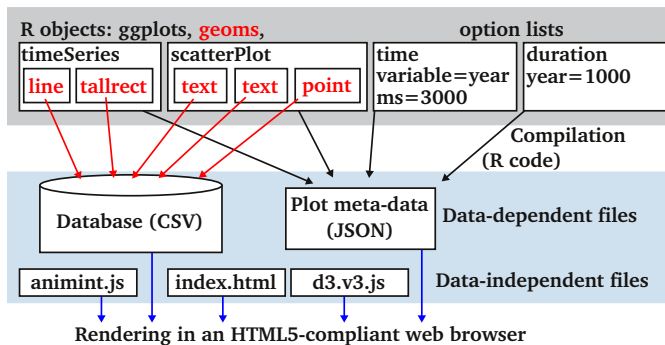 R objects: ggplots, geoms, option lists
timeSeries
line tallrect
scatterPlot
text text point
time
variable=year
ms=3000
duration
year=1000
Compilation
(R code)
Database (CSV)
Plot meta-data
(JSON)
Data-dependent files
animint.js index.html d3.v3.js
Data-independent files
Rendering in an HTML5-compliant web browser